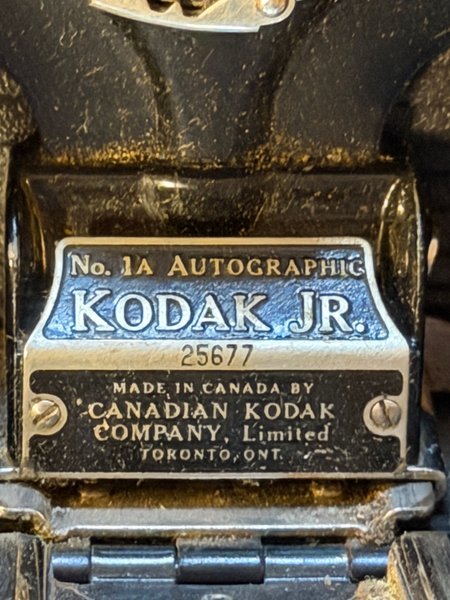 No. 1A AUTOGRAPHIC
KODAK JR.
25677
MADE IN CANADA BY
CANADIAN KODAK
COMPANY, Limited
TORONTO, ONT.